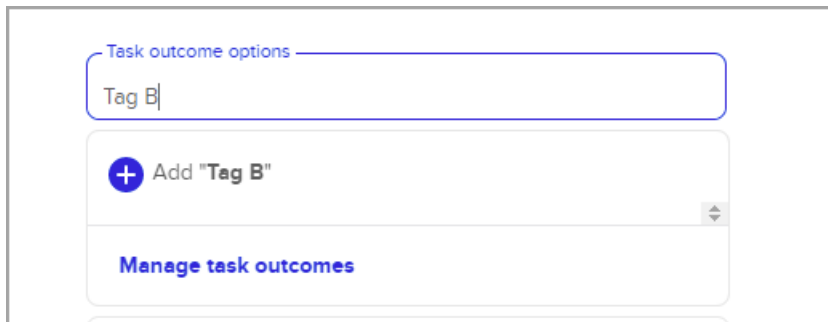 Task outcome options
Tag B
Add "Tag B"
Manage task outcomes